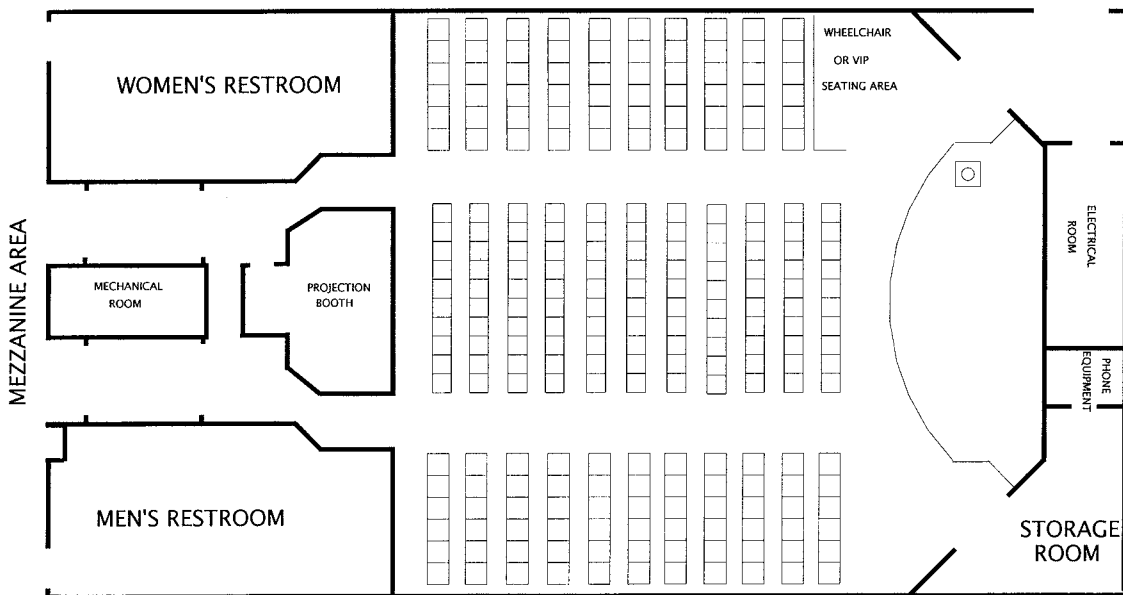 WOMEN'S RESTROOM
WHEELCHAIR
OR VIP
SEATING AREA
MEZZANINE AREA
MECHANICAL
ROOM
PROJECTION
BOOTH
ELECTRICAL
ROOM
PHONE
EQUIPMENT
MEN'S RESTROOM
STORAGE
ROOM